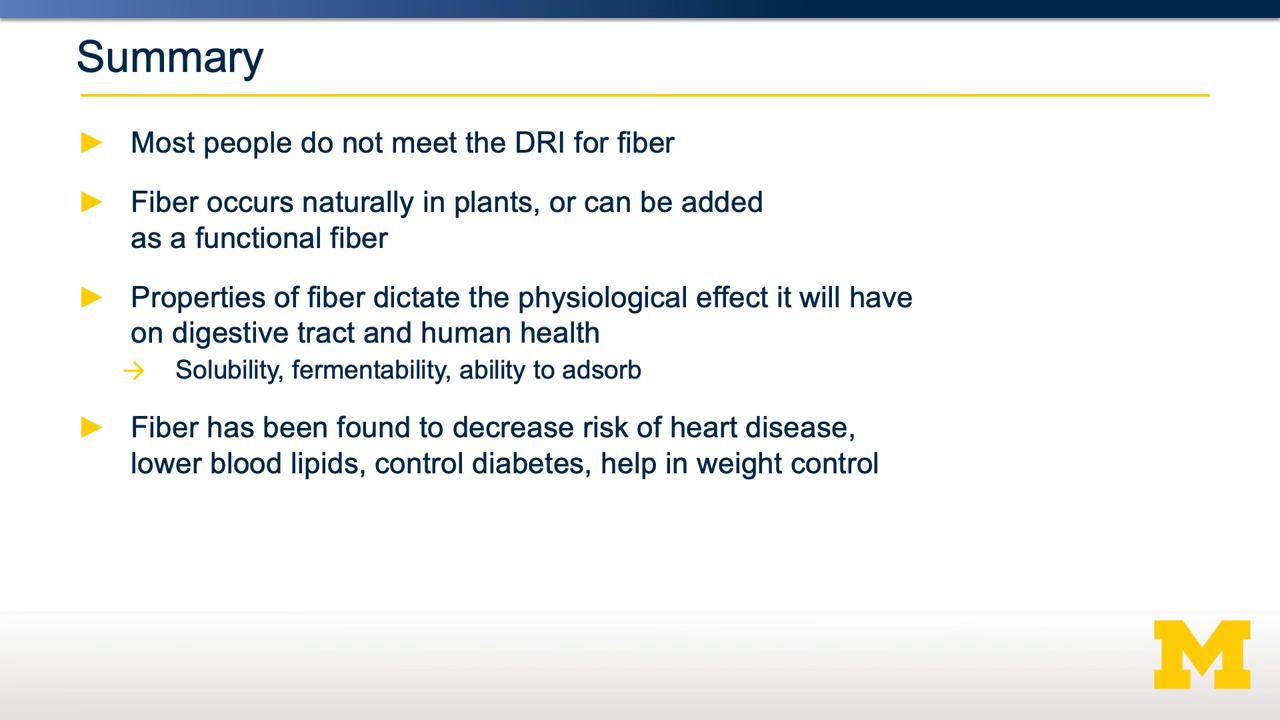 Summary
Most people do not meet the DRI for fiber
Fiber occurs naturally in plants, or can be added
as a functional fiber
Properties of fiber dictate the physiological effect it will have
on digestive tract and human health
Solubility, fermentability, ability to adsorb
Fiber has been found to decrease risk of heart disease,
lower blood lipids, control diabetes, help in weight control
M